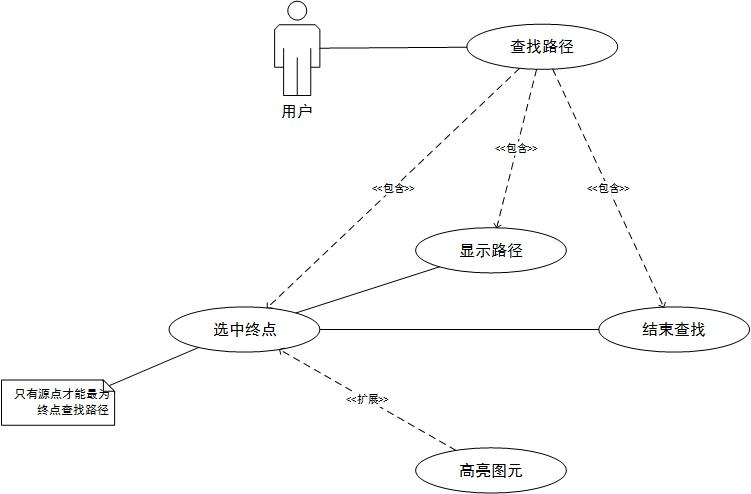 查找路径
用户
<<包含>>
<<包含>>
<<包含>>
显示路径
选中终点
结束查找
只有源点才能最为
终点查找路径
<<扩展>>
高亮图元